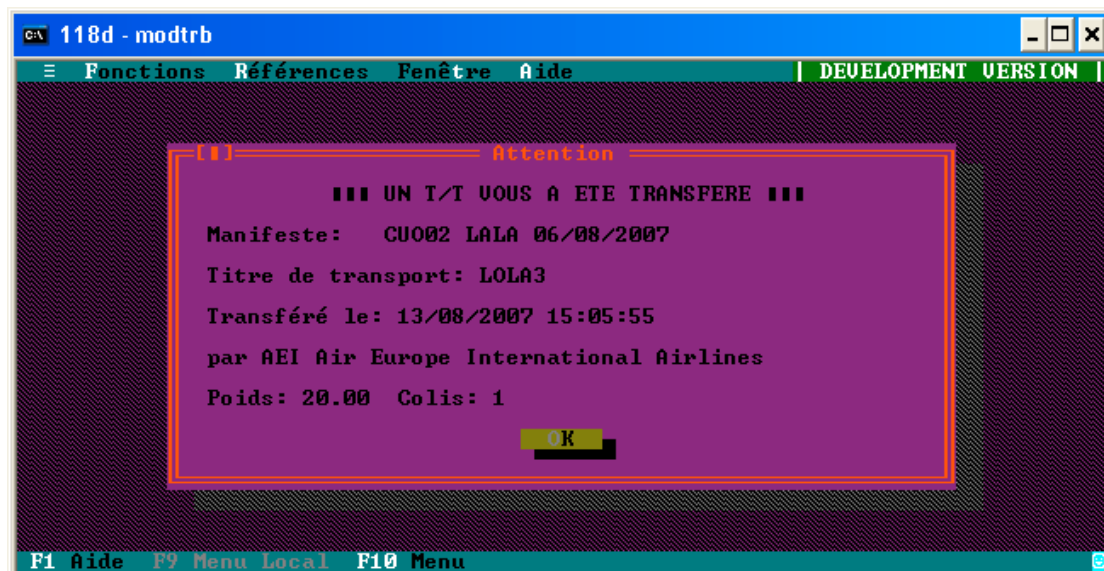 118d - modtrb
≡ Fonctions Références Fenêtre Aide | DEVELOPMENT VERSION |
Attention
UN T/T VOUS A ETE TRANSFERE
Manifeste: CUO02 LALA 06/08/2007
Titre de transport: LOLA3
Transféré le: 13/08/2007 15:05:55
par AEI Air Europe International Airlines
Poids: 20.00 Colis: 1
OK
F1 Aide F9 Menu Local F10 Menu